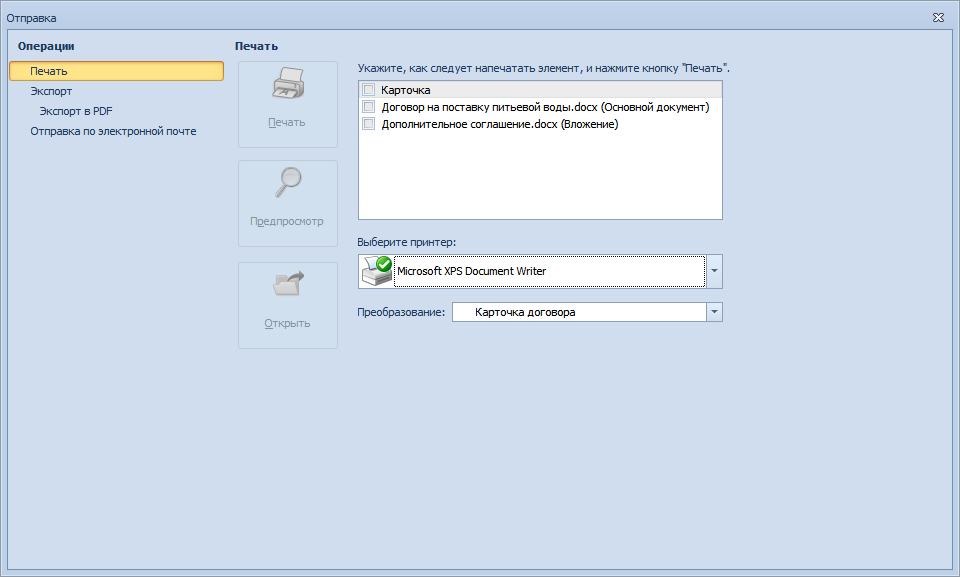 Отправка
Операции
Печать
Экспорт
Экспорт в PDF
Отправка по электронной почте
Печать
Печать
Предпросмотр
Открыть
Укажите, как следует напечатать элемент, и нажмите кнопку "Печать".
Карточка
Договор на поставку питьевой воды.docx (Основной документ)
Дополнительное соглашение.docx (Вложение)
Выберите принтер:
Microsoft XPS Document Writer
Преобразование: Карточка договора